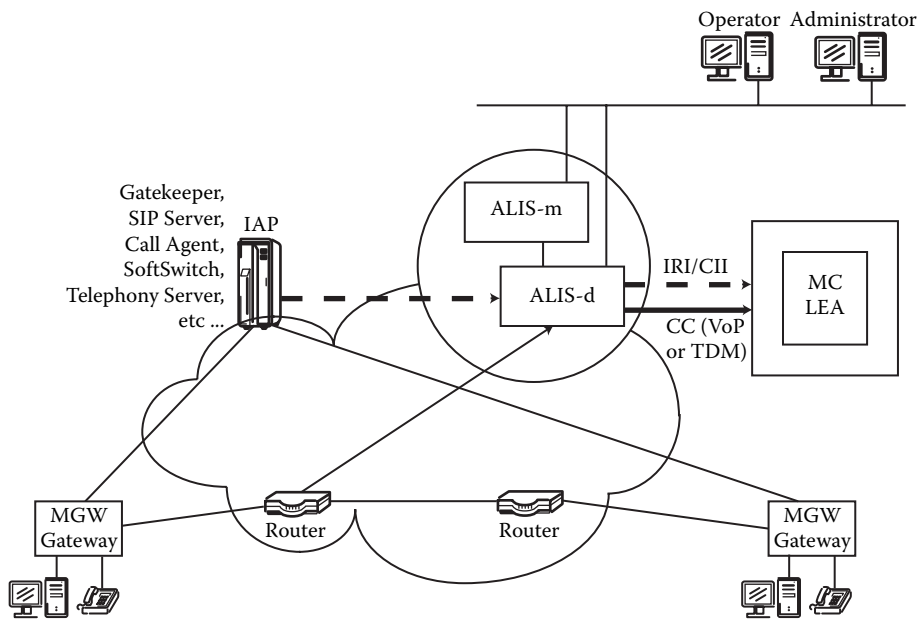 Operator Administrator
Gatekeeper,
SIP Server,
Call Agent,
SoftSwitch,
Telephony Server,
etc ...
IAP
ALIS-m
ALIS-d
IRI/CII
CC (VoP
or TDM)
MC
LEA
MGW
Gateway
Router
Router
MGW
Gateway